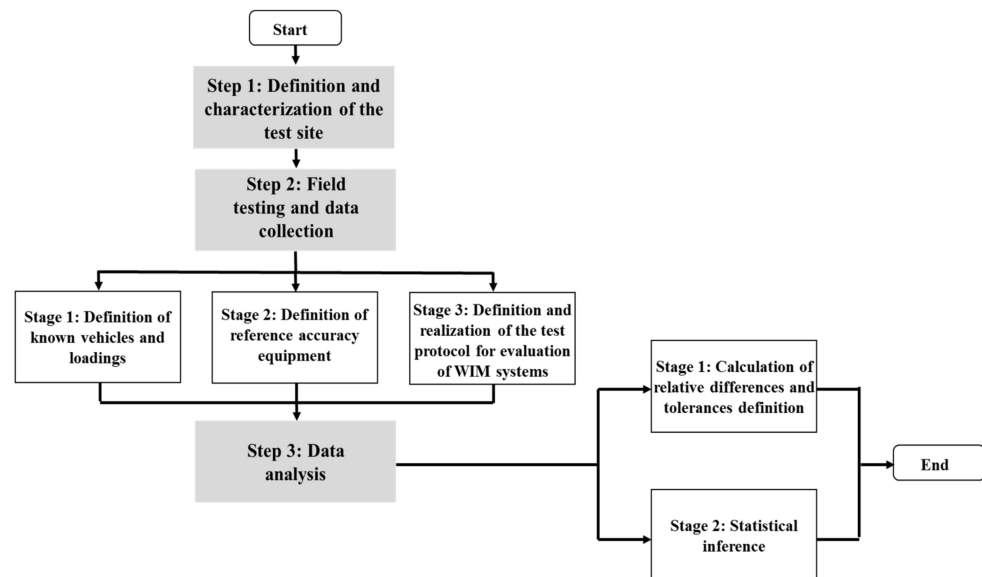 Start
Step 1: Definition and
characterization of the
test site
Step 2: Field
testing and data
collection
Stage 1: Definition of
known vehicles and
loadings
Stage 2: Definition of
reference accuracy
equipment
Stage 3: Definition and
realization of the test
protocol for evaluation
of WIM systems
Step 3: Data
analysis
Stage 1: Calculation of
relative differences and
tolerances definition
Stage 2: Statistical
inference
End